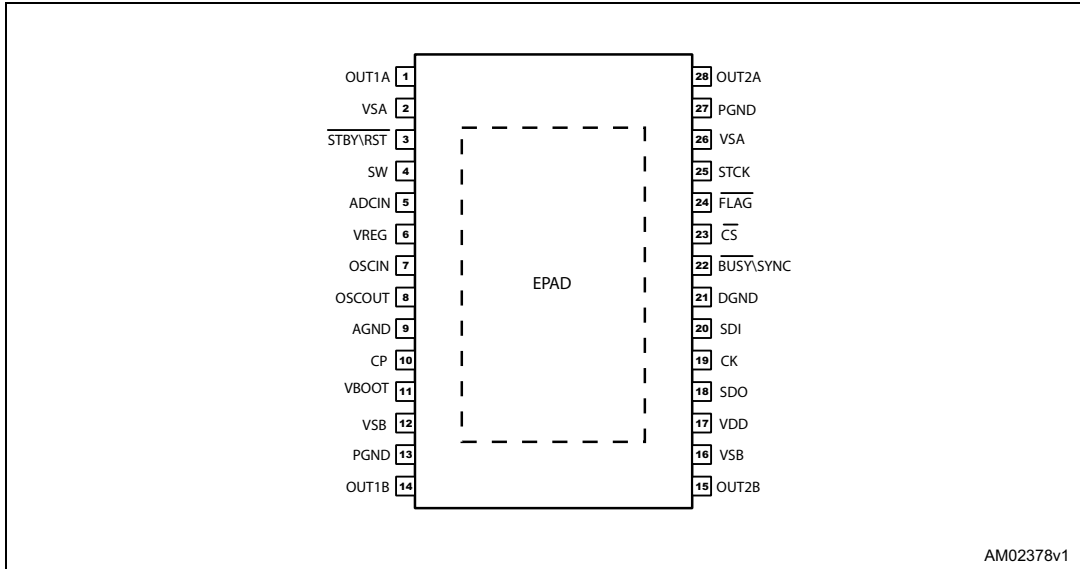 OUT1A 1
VSA 2
STBY\RST 3
SW 4
ADCIN 5
VREG 6
OSCIN 7
OSCOUT 8
AGND 9
CP 10
VBOOT 11
VSB 12
PGND 13
OUT1B 14
EPAD
28 OUT2A
27 PGND
26 VSA
25 STCK
24 FLAG
23 CS
22 BUSY\SYNC
21 DGND
20 SDI
19 CK
18 SDO
17 VDD
16 VSB
15 OUT2B
AM02378v1